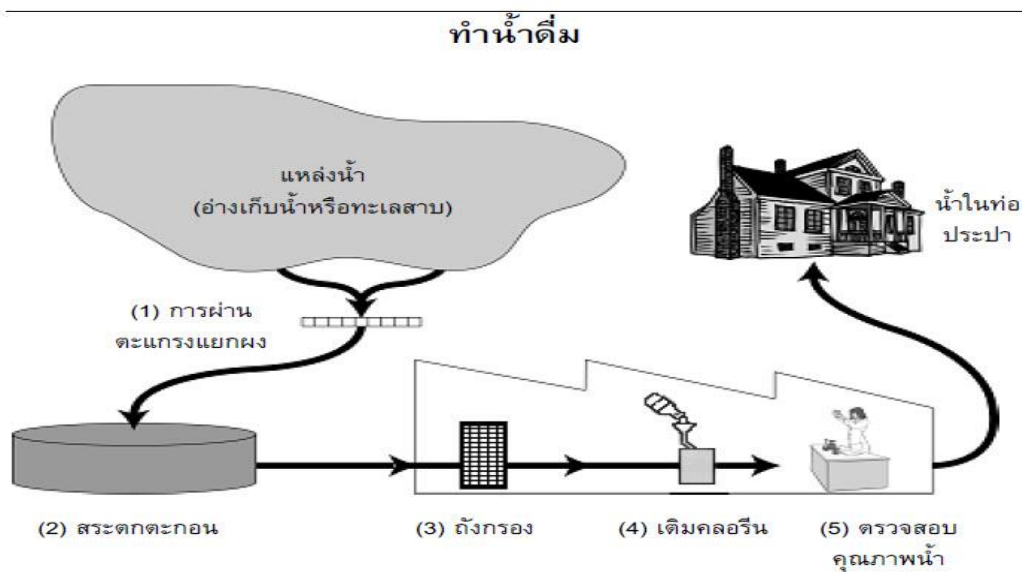 ทำน้ำดื่ม
แหล่งน้ำ
(อ่างเก็บน้ำหรือทะเลสาบ)
น้ำในท่อ
ประปา
(1) การผ่าน
ตะแกรงแยกผง
(2) สระตกตะกอน
(3) ถังกรอง
(4) เติมคลอรีน
(5) ตรวจสอบ
คุณภาพน้ำ